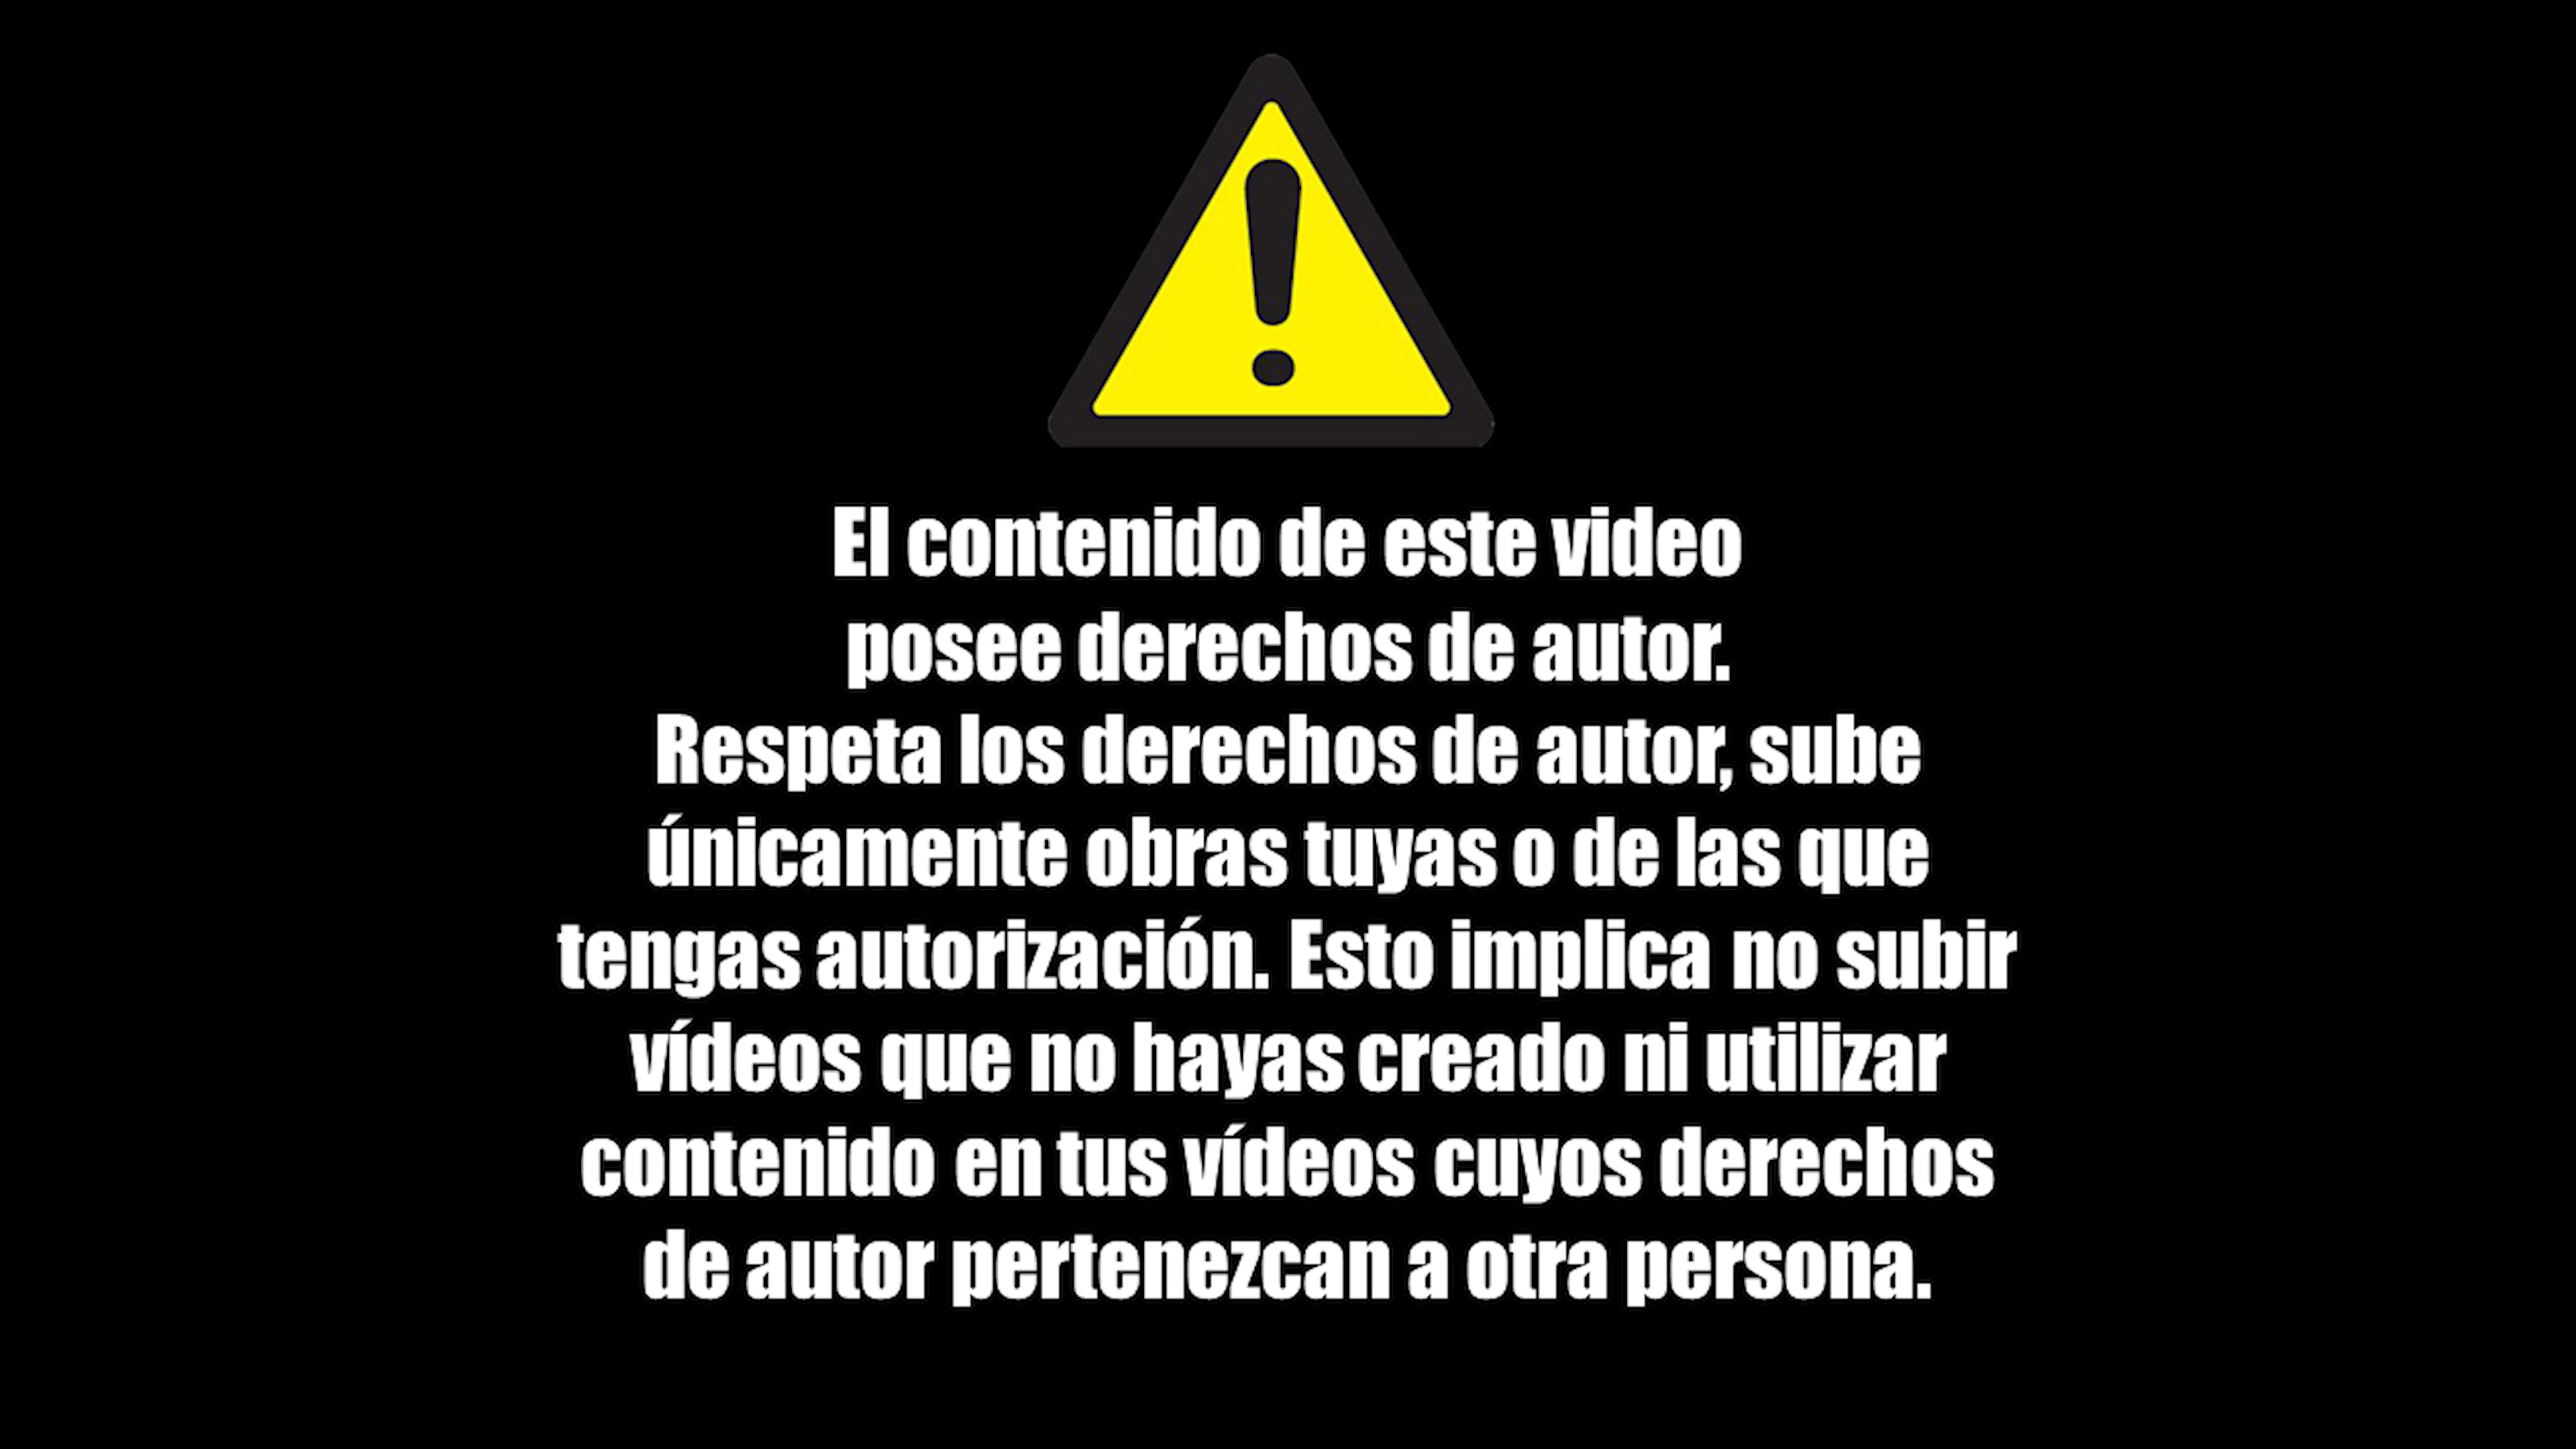 El contenido de este video
posee derechos de autor.
Respeta los derechos de autor, sube
únicamente obras tuyas o de las que
tengas autorización. Esto implica no subir
vídeos que no hayas creado ni utilizar
contenido en tus vídeos cuyos derechos
de autor pertenezcan a otra persona.